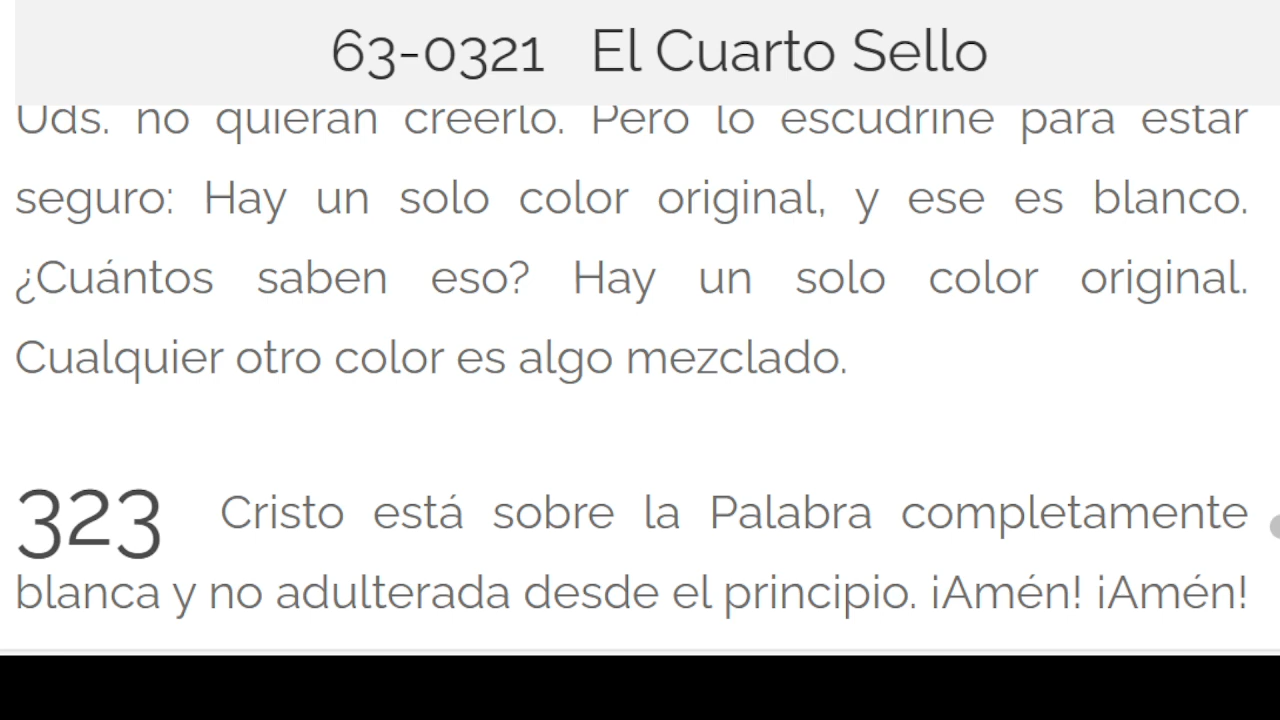 63-0321 El Cuarto Sello
Uds. no quieran creerlo. Pero lo escudriñe para estar
seguro: Hay un solo color original, y ese es blanco.
¿Cuántos saben eso? Hay un solo color original.
Cualquier otro color es algo mezclado.
323 Cristo está sobre la Palabra completamente
blanca y no adulterada desde el principio. ¡Amén! ¡Amén!